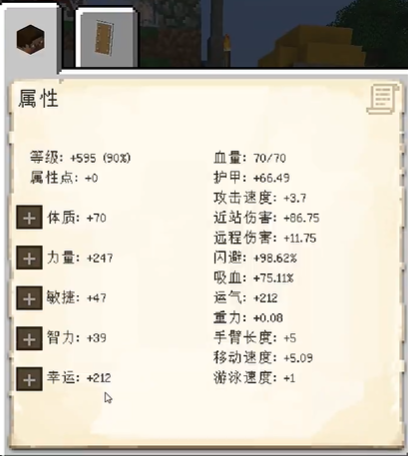 属性
等级: +595 (90%)
属性点: +0
体质: +70
力量: +247
敏捷: +47
智力: +39
幸运: +212
血量: 70/70
护甲: +66.49
攻击速度: +3.7
近站伤害: +86.75
远程伤害: +11.75
闪避: +98.62%
吸血: +75.11%
运气: +212
重力: +0.08
手臂长度: +5
移动速度: +5.09
游泳速度: +1